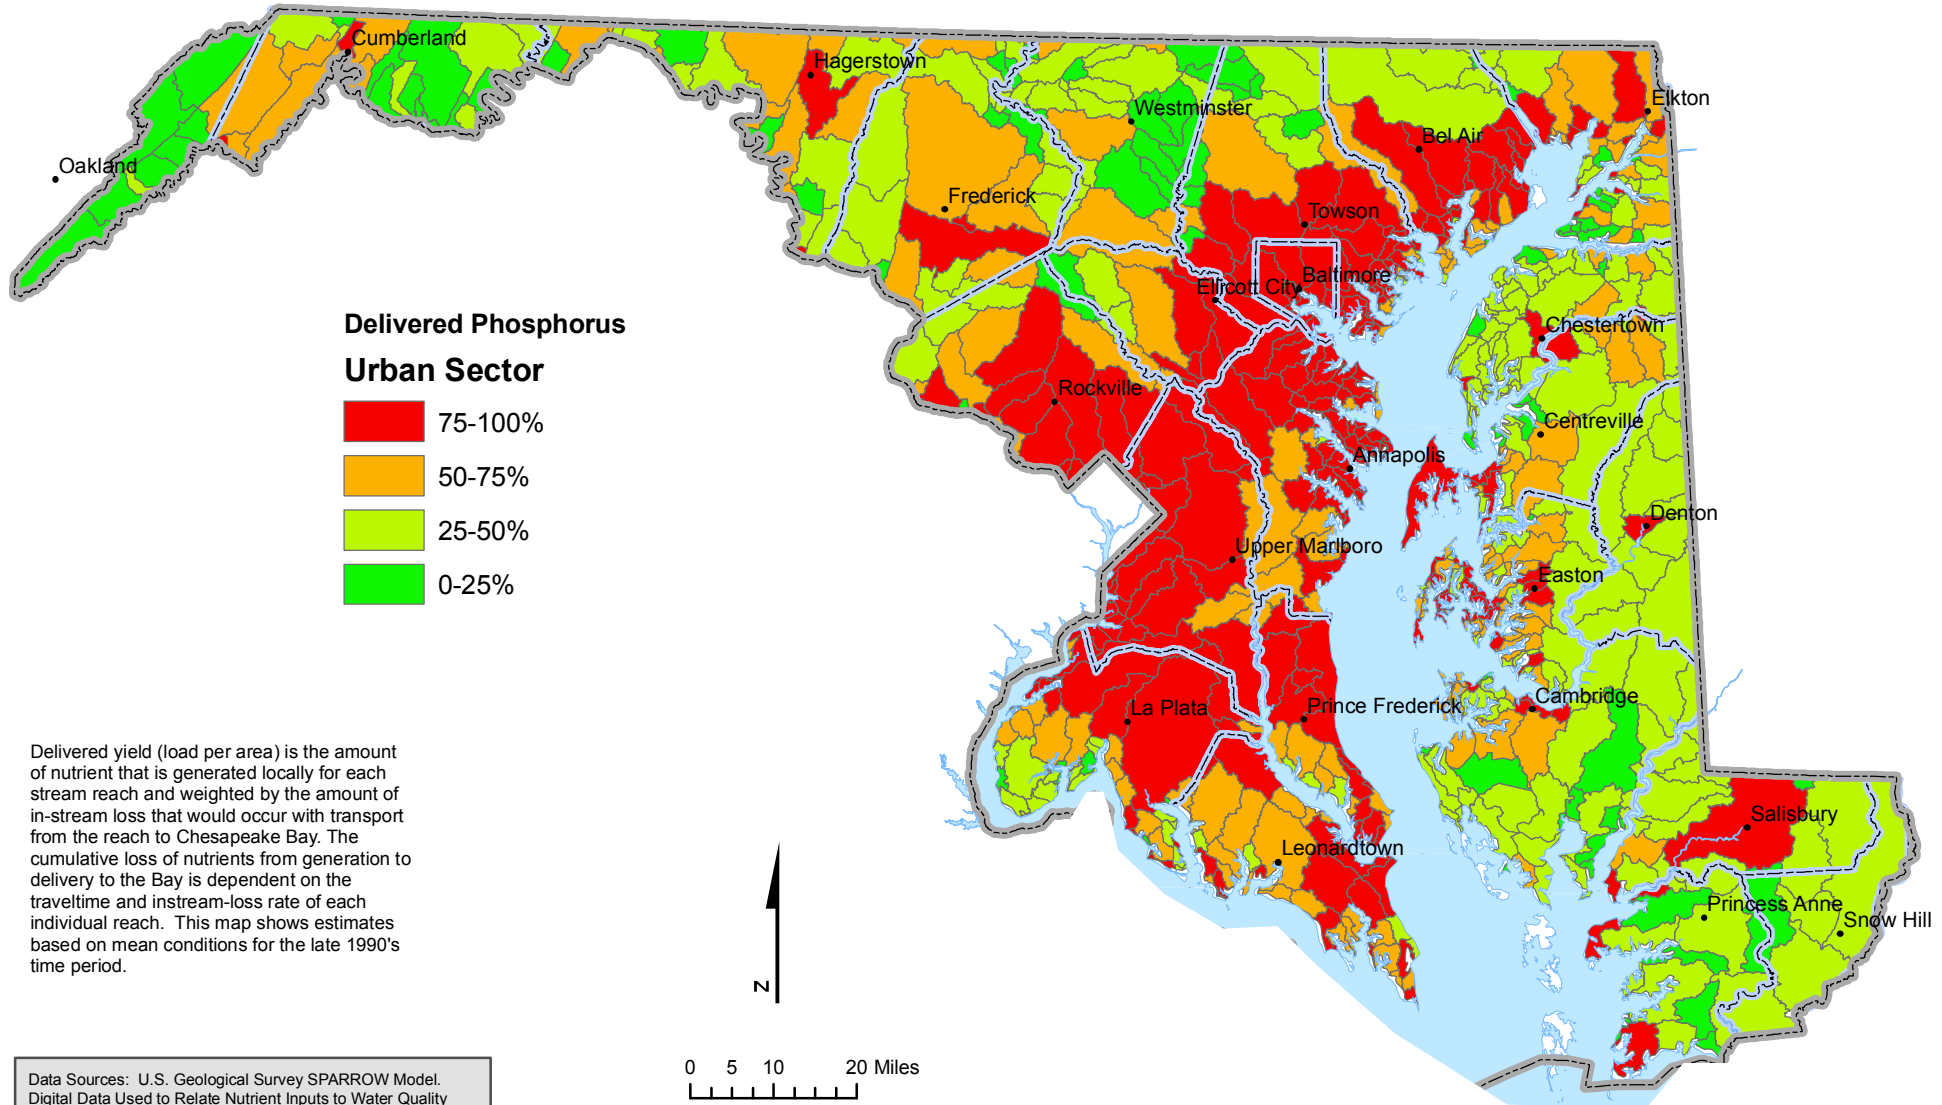 Cumberland
Hagerstown
Elkton
Westminster
Bel Air
Oakland
Frederick
Towson
Baltimore
Ellicott City
Delivered Phosphorus
Urban Sector
75-100%
50-75%
25-50%
0-25%
Chestertown
Rockville
Centreville
Annapolis
Denton
Upper Marlboro
Easton
Cambridge
La Plata
Prince Frederick
Delivered yield (load per area) is the amount
of nutrient that is generated locally for each
stream reach and weighted by the amount of
in-stream loss that would occur with transport
from the reach to Chesapeake Bay. The
cumulative loss of nutrients from generation to
delivery to the Bay is dependent on the
traveltime and instream-loss rate of each
individual reach. This map shows estimates
based on mean conditions for the late 1990's
time period.
Salisbury
Leonardtown
Princess Anne
Snow Hill
N
0 5 10 20 Miles
Data Sources: U.S. Geological Survey SPARROW Model.
Digital Data Used to Relate Nutrient Inputs to Water Quality